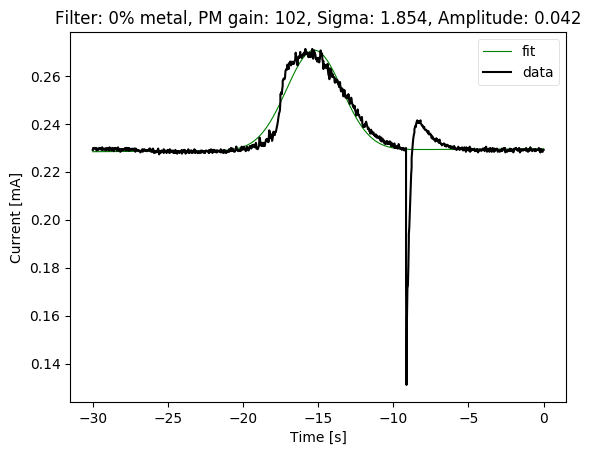 Filter: 0% metal, PM gain: 102, Sigma: 1.854, Amplitude: 0.042
fit
data
0.26
0.24
0.22
0.20
0.18
0.16
0.14
Current [mA]
−30
−25
−20
−15
−10
−5
0
Time [s]